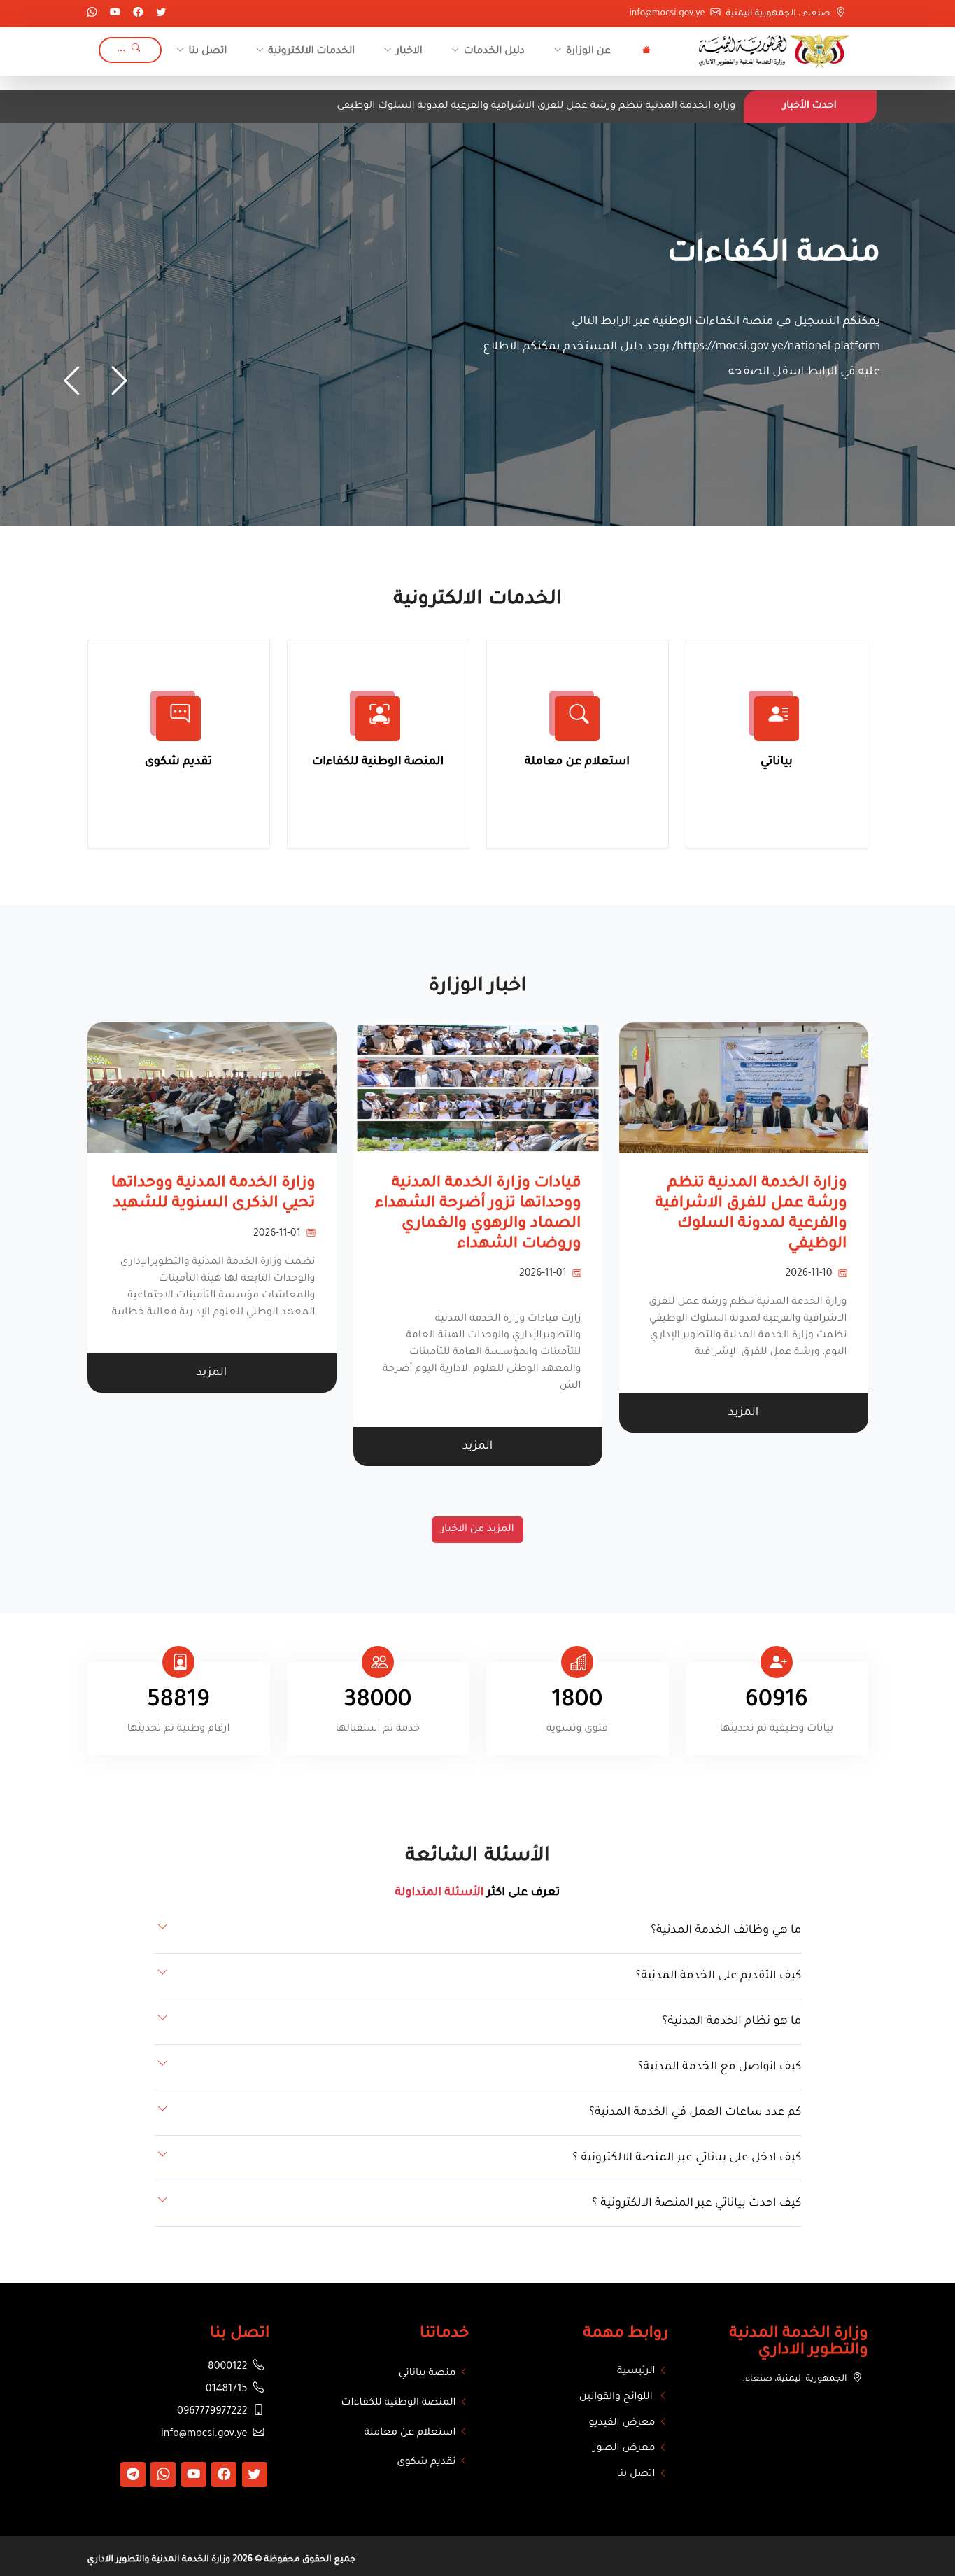 صنعاء ، الجمهورية اليمنية info@mocsi.gov.ye
الجمهورية اليمنية
وزارة الخدمة المدنية والتطوير الاداري
عن الوزارة
دليل الخدمات
الاخبار
الخدمات الالكترونية
اتصل بنا
...
احدث الأخبار
وزارة الخدمة المدنية تنظم ورشة عمل للفرق الاشرافية والفرعية لمدونة السلوك الوظيفي
منصة الكفاءات
يمكنكم التسجيل في منصة الكفاءات الوطنية عبر الرابط التالي
https://mocsi.gov.ye/national-platform/ يوجد دليل المستخدم يمكنكم الاطلاع
عليه في الرابط اسفل الصفحه
الخدمات الالكترونية
بياناتي
استعلام عن معاملة
المنصة الوطنية للكفاءات
تقديم شكوى
اخبار الوزارة
وزارة الخدمة المدنية تنظم
ورشة عمل للفرق الاشرافية
والفرعية لمدونة السلوك
الوظيفي
2026-11-10
وزارة الخدمة المدنية تنظم ورشة عمل للفرق
الاشرافية والفرعية لمدونة السلوك الوظيفي
نظمت وزارة الخدمة المدنية والتطوير الإداري
اليوم، ورشة عمل للفرق الإشرافية
المزيد
قيادات وزارة الخدمة المدنية
ووحداتها تزور أضرحة الشهداء
الصماد والرهوي والغماري
وروضات الشهداء
2026-11-01
زارت قيادات وزارة الخدمة المدنية
والتطويرالإداري والوحدات الهيئة العامة
للتأمينات والمؤسسة العامة للتأمينات
والمعهد الوطني للعلوم الادارية اليوم أضرحة
الش
المزيد
وزارة الخدمة المدنية ووحداتها
تحيي الذكرى السنوية للشهيد
2026-11-01
نظمت وزارة الخدمة المدنية والتطويرالإداري
والوحدات التابعة لها هيئة التأمينات
والمعاشات مؤسسة التأمينات الاجتماعية
المعهد الوطني للعلوم الإدارية فعالية خطابية
المزيد
المزيد من الاخبار
60916
بيانات وظيفية تم تحديثها
1800
فتوى وتسوية
38000
خدمة تم استقبالها
58819
ارقام وطنية تم تحديثها
الأسئلة الشائعة
تعرف على اكثر الأسئلة المتداولة
ما هي وظائف الخدمة المدنية؟
كيف التقديم على الخدمة المدنية؟
ما هو نظام الخدمة المدنية؟
كيف اتواصل مع الخدمة المدنية؟
كم عدد ساعات العمل في الخدمة المدنية؟
كيف ادخل على بياناتي عبر المنصة الالكترونية ؟
كيف احدث بياناتي عبر المنصة الالكترونية ؟
وزارة الخدمة المدنية
والتطوير الاداري
الجمهورية اليمنية، صنعاء.
روابط مهمة
الرئيسية
اللوائح والقوانين
معرض الفيديو
معرض الصور
اتصل بنا
خدماتنا
منصة بياناتي
المنصة الوطنية للكفاءات
استعلام عن معاملة
تقديم شكوى
اتصل بنا
8000122
01481715
0967779977222
info@mocsi.gov.ye
جميع الحقوق محفوظة © 2026 وزارة الخدمة المدنية والتطوير الاداري